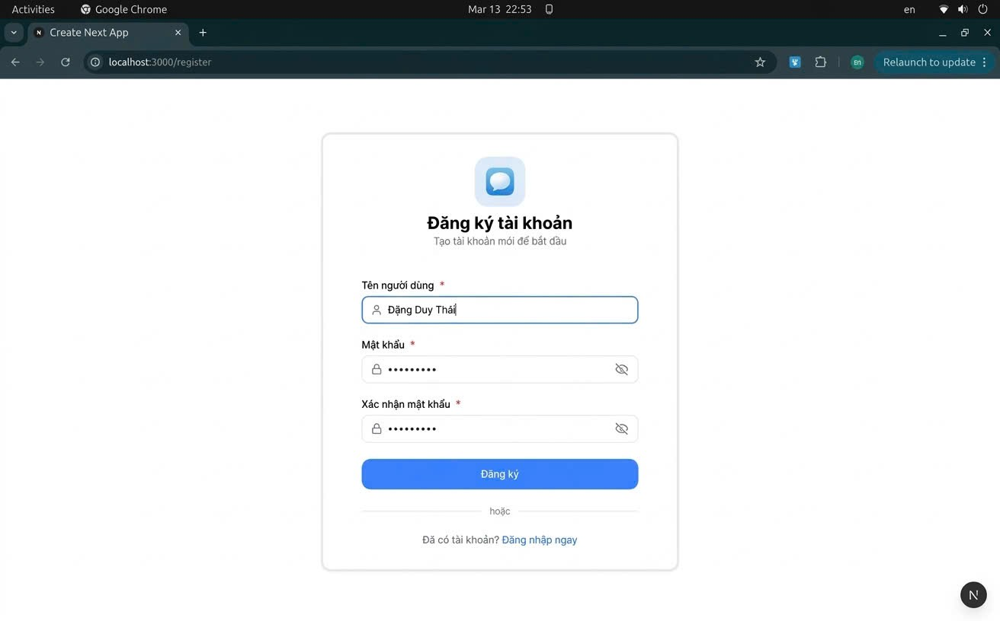 Activities Google Chrome Mar 13 22:53 en
Create Next App
localhost:3000/register En Relaunch to update
Đăng ký tài khoản
Tạo tài khoản mới để bắt đầu
Tên người dùng *
Đặng Duy Thái
Mật khẩu *
•••••••••
Xác nhận mật khẩu *
•••••••••
Đăng ký
hoặc
Đã có tài khoản? Đăng nhập ngay
N